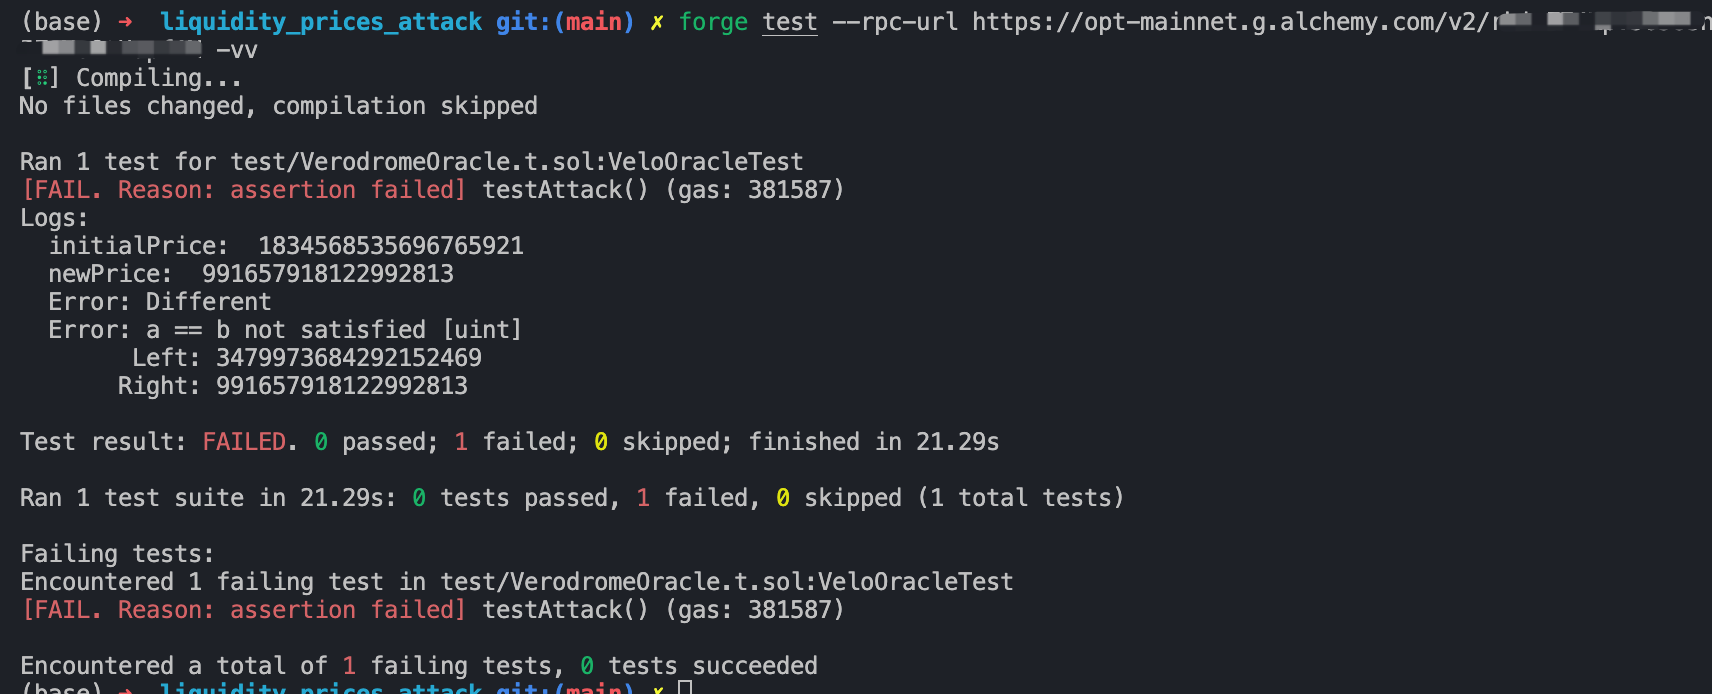 (base) ➜ liquidity_prices_attack git:(main) ✗ forge test --rpc-url https://opt-mainnet.g.alchemy.com/v2/
-vv
[⠿] Compiling...
No files changed, compilation skipped
Ran 1 test for test/VerodromeOracle.t.sol:VeloOracleTest
[FAIL. Reason: assertion failed] testAttack() (gas: 381587)
Logs:
initialPrice: 1834568535696765921
newPrice: 991657918122992813
Error: Different
Error: a == b not satisfied [uint]
Left: 3479973684292152469
Right: 991657918122992813
Test result: FAILED. 0 passed; 1 failed; 0 skipped; finished in 21.29s
Ran 1 test suite in 21.29s: 0 tests passed, 1 failed, 0 skipped (1 total tests)
Failing tests:
Encountered 1 failing test in test/VerodromeOracle.t.sol:VeloOracleTest
[FAIL. Reason: assertion failed] testAttack() (gas: 381587)
Encountered a total of 1 failing tests, 0 tests succeeded
(base) ➜ liquidity_prices_attack git:(main) ✗